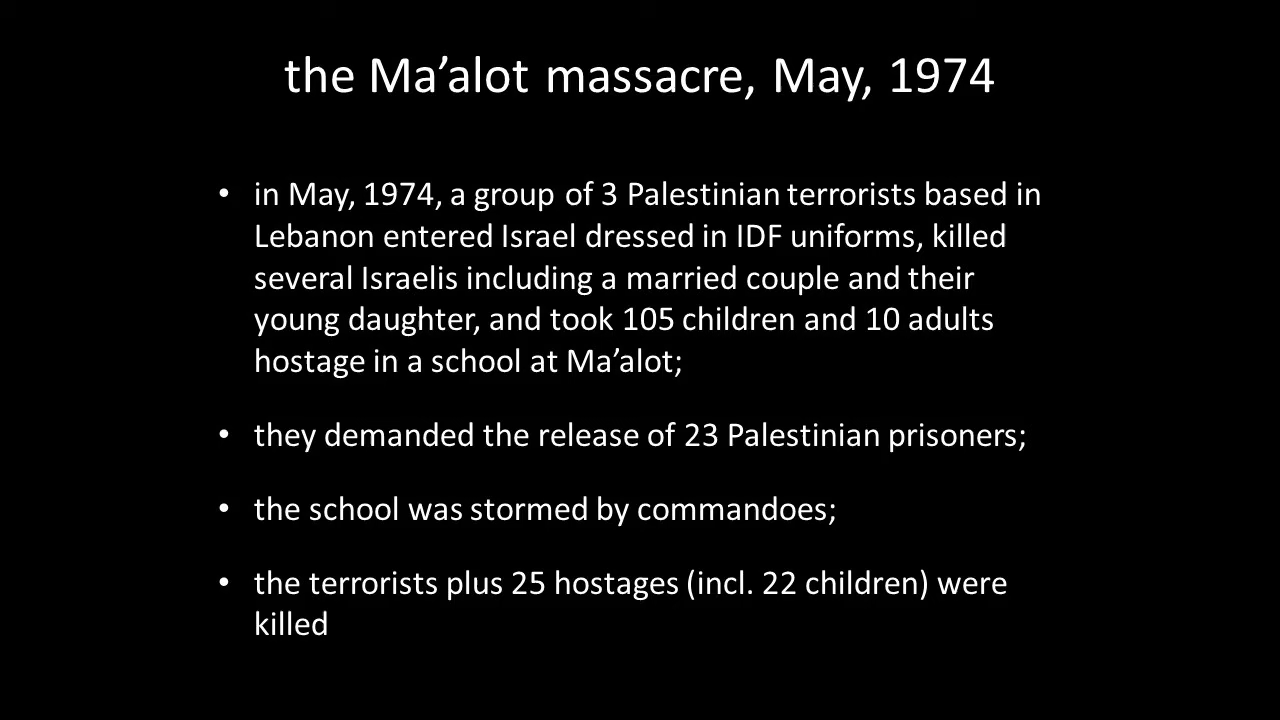 the Ma’alot massacre, May, 1974
• in May, 1974, a group of 3 Palestinian terrorists based in
Lebanon entered Israel dressed in IDF uniforms, killed
several Israelis including a married couple and their
young daughter, and took 105 children and 10 adults
hostage in a school at Ma’alot;
• they demanded the release of 23 Palestinian prisoners;
• the school was stormed by commandoes;
• the terrorists plus 25 hostages (incl. 22 children) were
killed